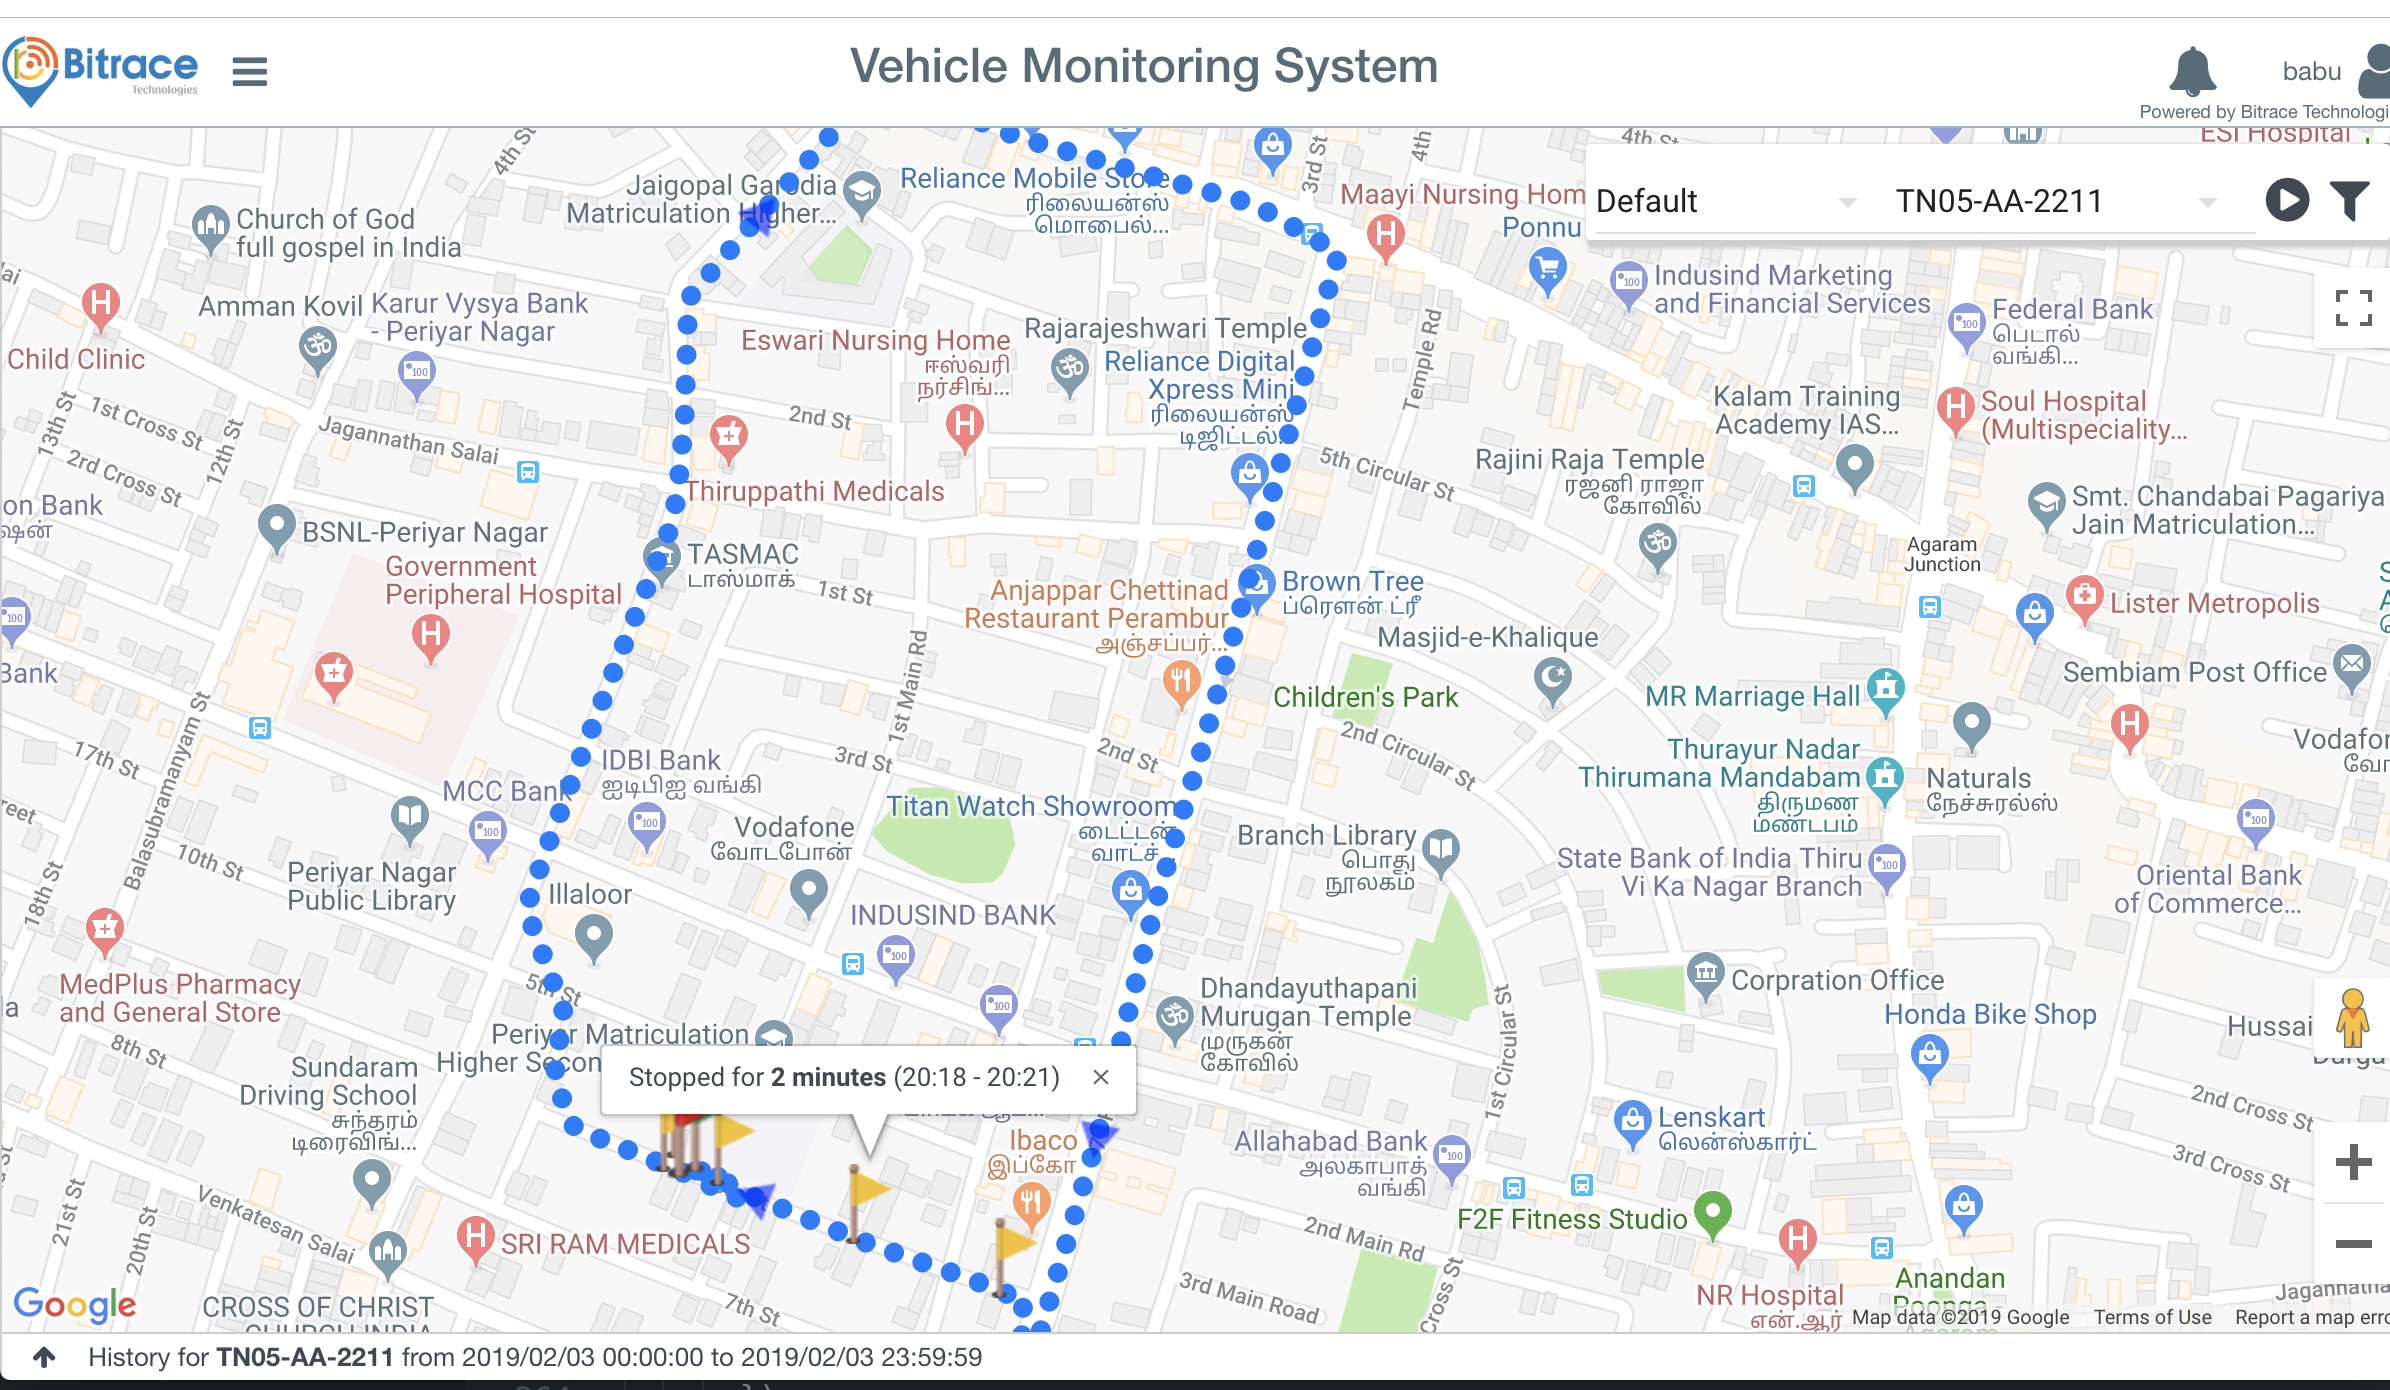 Bitrace
Technologies
Vehicle Monitoring System
babu
Powered by Bitrace Technologi
ESI Hospital
Default
TN05-AA-2211
4th St
3rd St
4th
4th St
Jaigopal Garodia
Matriculation Higher...
Reliance Mobile Store
ரிலையன்ஸ்
மொபைல்...
Maayi Nursing Hom
Ponnu
Church of God
full gospel in India
Indusind Marketing
and Financial Services
Federal Bank
பெடரல்
வங்கி...
Amman Kovil
Karur Vysya Bank
- Periyar Nagar
Child Clinic
Eswari Nursing Home
ஈஸ்வரி
நர்சிங்...
Rajarajeshwari Temple
Reliance Digital
Xpress Mini
ரிலையன்ஸ்
டிஜிட்டல்...
Temple Rd
Kalam Training
Academy IAS...
Soul Hospital
(Multispeciality...
13th St
1st Cross St
2rd Cross St
12th St
Jagannathan Salai
2nd St
5th Circular St
Rajini Raja Temple
ரஜனி ராஜா
கோவில்
Thiruppathi Medicals
Smt. Chandabai Pagariya
Jain Matriculation...
on Bank
ஷன்
BSNL-Periyar Nagar
Government
Peripheral Hospital
TASMAC
டாஸ்மாக்
1st St
Agaram
Junction
Anjappar Chettinad
Restaurant Perambur
அஞ்சப்பர்...
Brown Tree
ப்ரௌன் ட்ரீ
Lister Metropolis
Masjid-e-Khalique
Sembiam Post Office
Bank
Children's Park
MR Marriage Hall
1st Main Rd
Balasubramanyam St
17th St
3rd St
2nd St
2nd Circular St
Thurayur Nadar
Thirumana Mandabam
திருமண
மண்டபம்
Naturals
நேச்சுரல்ஸ்
Vodafon
வோ
IDBI Bank
ஐடிபிஐ வங்கி
MCC Bank
Titan Watch Showroom
டைட்டன்
வாட்ச்...
Vodafone
வோடபோன்
Branch Library
பொது
நூலகம்
State Bank of India Thiru
Vi Ka Nagar Branch
Oriental Bank
of Commerce...
reet
10th St
18th St
Periyar Nagar
Public Library
Illaloor
INDUSIND BANK
MedPlus Pharmacy
and General Store
5th St
Dhandayuthapani
Murugan Temple
முருகன்
கோவில்
Corpration Office
Honda Bike Shop
Hussai
Durga
1st Circular St
8th St
Periyar Matriculation
Higher Secon
Sundaram
Driving School
சுந்தரம்
டிரைவிங்...
Stopped for 2 minutes (20:18 - 20:21)
2nd Cross St
3rd Cross St
Ibaco
இப்கோ
Allahabad Bank
அலகாபாத்
வங்கி
Lenskart
லென்ஸ்கார்ட்
21st St
20th St
Venkatesan Salai
SRI RAM MEDICALS
F2F Fitness Studio
2nd Main Rd
3rd Main Road
Cross St
7th St
NR Hospital
என்.ஆர்
Anandan
Poonga
Agaram
Jagannatha
CROSS OF CHRIST
CHURCH INDIA
Google
Map data ©2019 Google
Terms of Use
Report a map erro
History for TN05-AA-2211 from 2019/02/03 00:00:00 to 2019/02/03 23:59:59